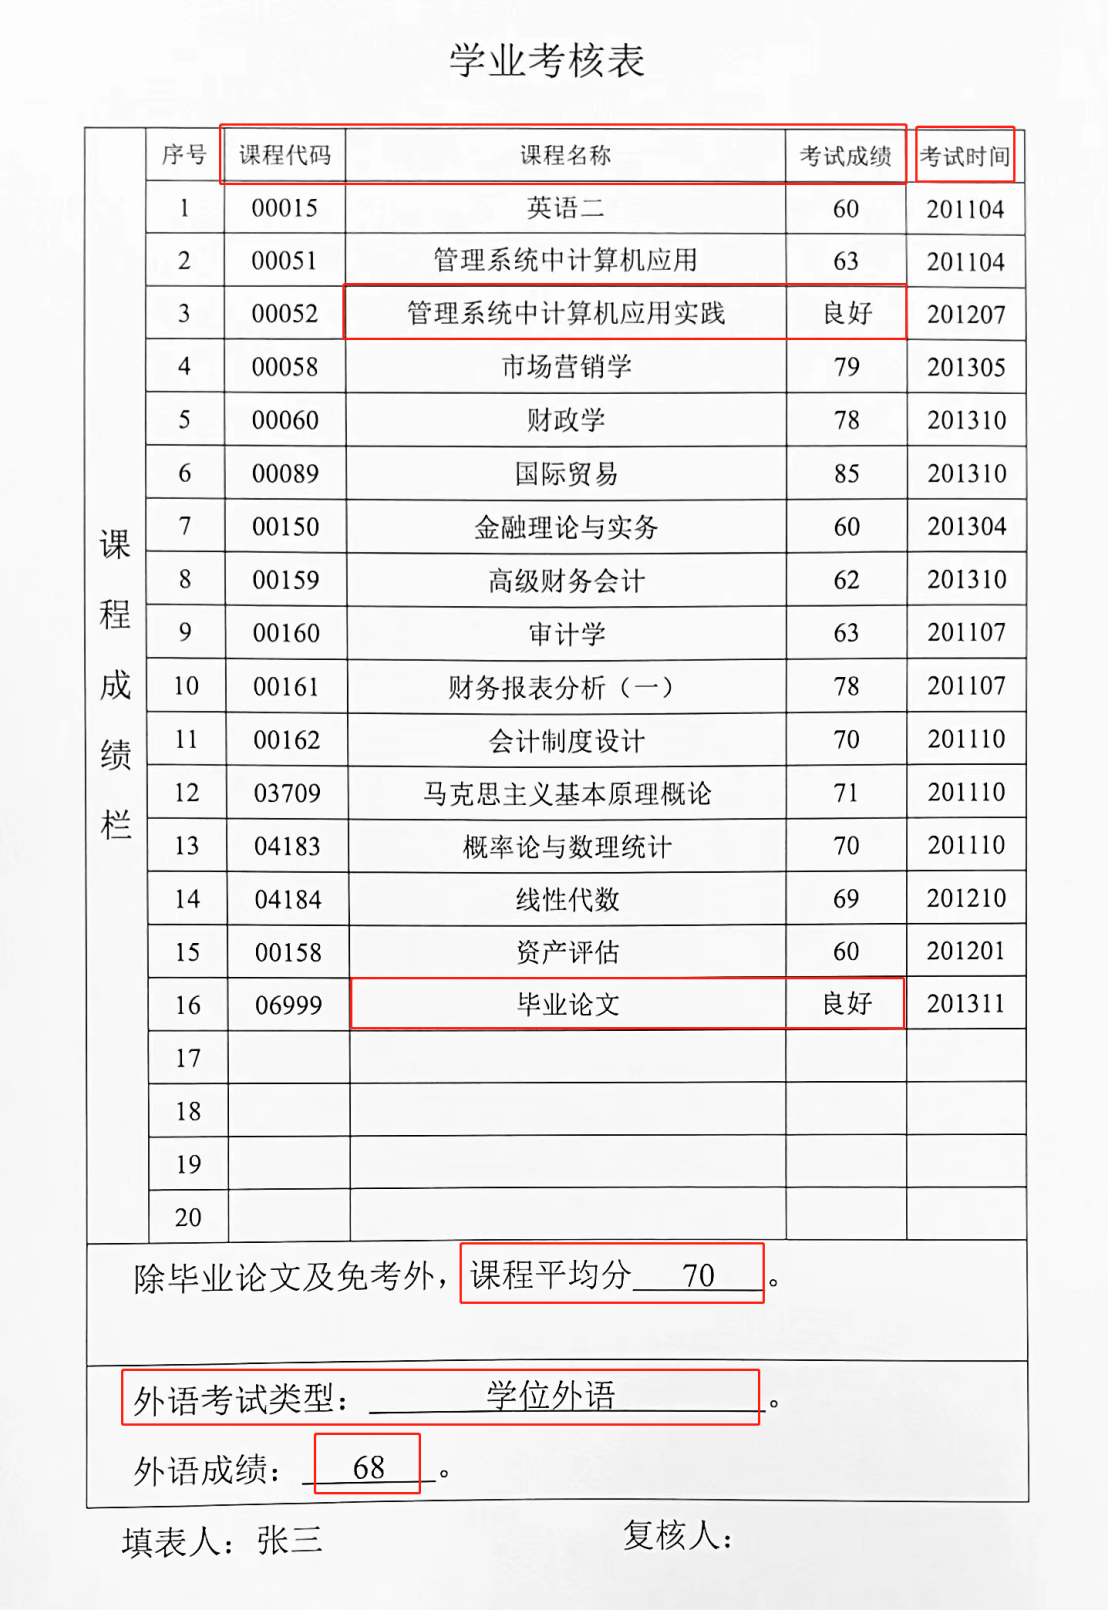 学业考核表
序号 课程代码 课程名称 考试成绩 考试时间
1 00015 英语二 60 201104
2 00051 管理系统中计算机应用 63 201104
3 00052 管理系统中计算机应用实践 良好 201207
4 00058 市场营销学 79 201305
5 00060 财政学 78 201310
6 00089 国际贸易 85 201310
7 00150 金融理论与实务 60 201304
8 00159 高级财务会计 62 201310
9 00160 审计学 63 201107
10 00161 财务报表分析（一） 78 201107
11 00162 会计制度设计 70 201110
12 03709 马克思主义基本原理概论 71 201110
13 04183 概率论与数理统计 70 201110
14 04184 线性代数 69 201210
15 00158 资产评估 60 201201
16 06999 毕业论文 良好 201311
17
18
19
20
课程成绩栏
除毕业论文及免考外，课程平均分 70 。
外语考试类型： 学位外语 。
外语成绩： 68 。
填表人：张三 复核人：